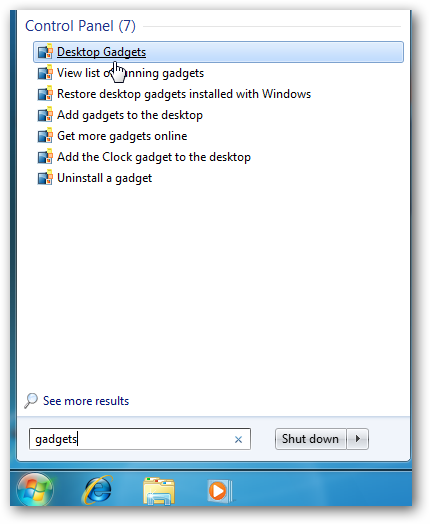 Control Panel (7)
Desktop Gadgets
View list of running gadgets
Restore desktop gadgets installed with Windows
Add gadgets to the desktop
Get more gadgets online
Add the Clock gadget to the desktop
Uninstall a gadget
See more results
gadgets
Shut down